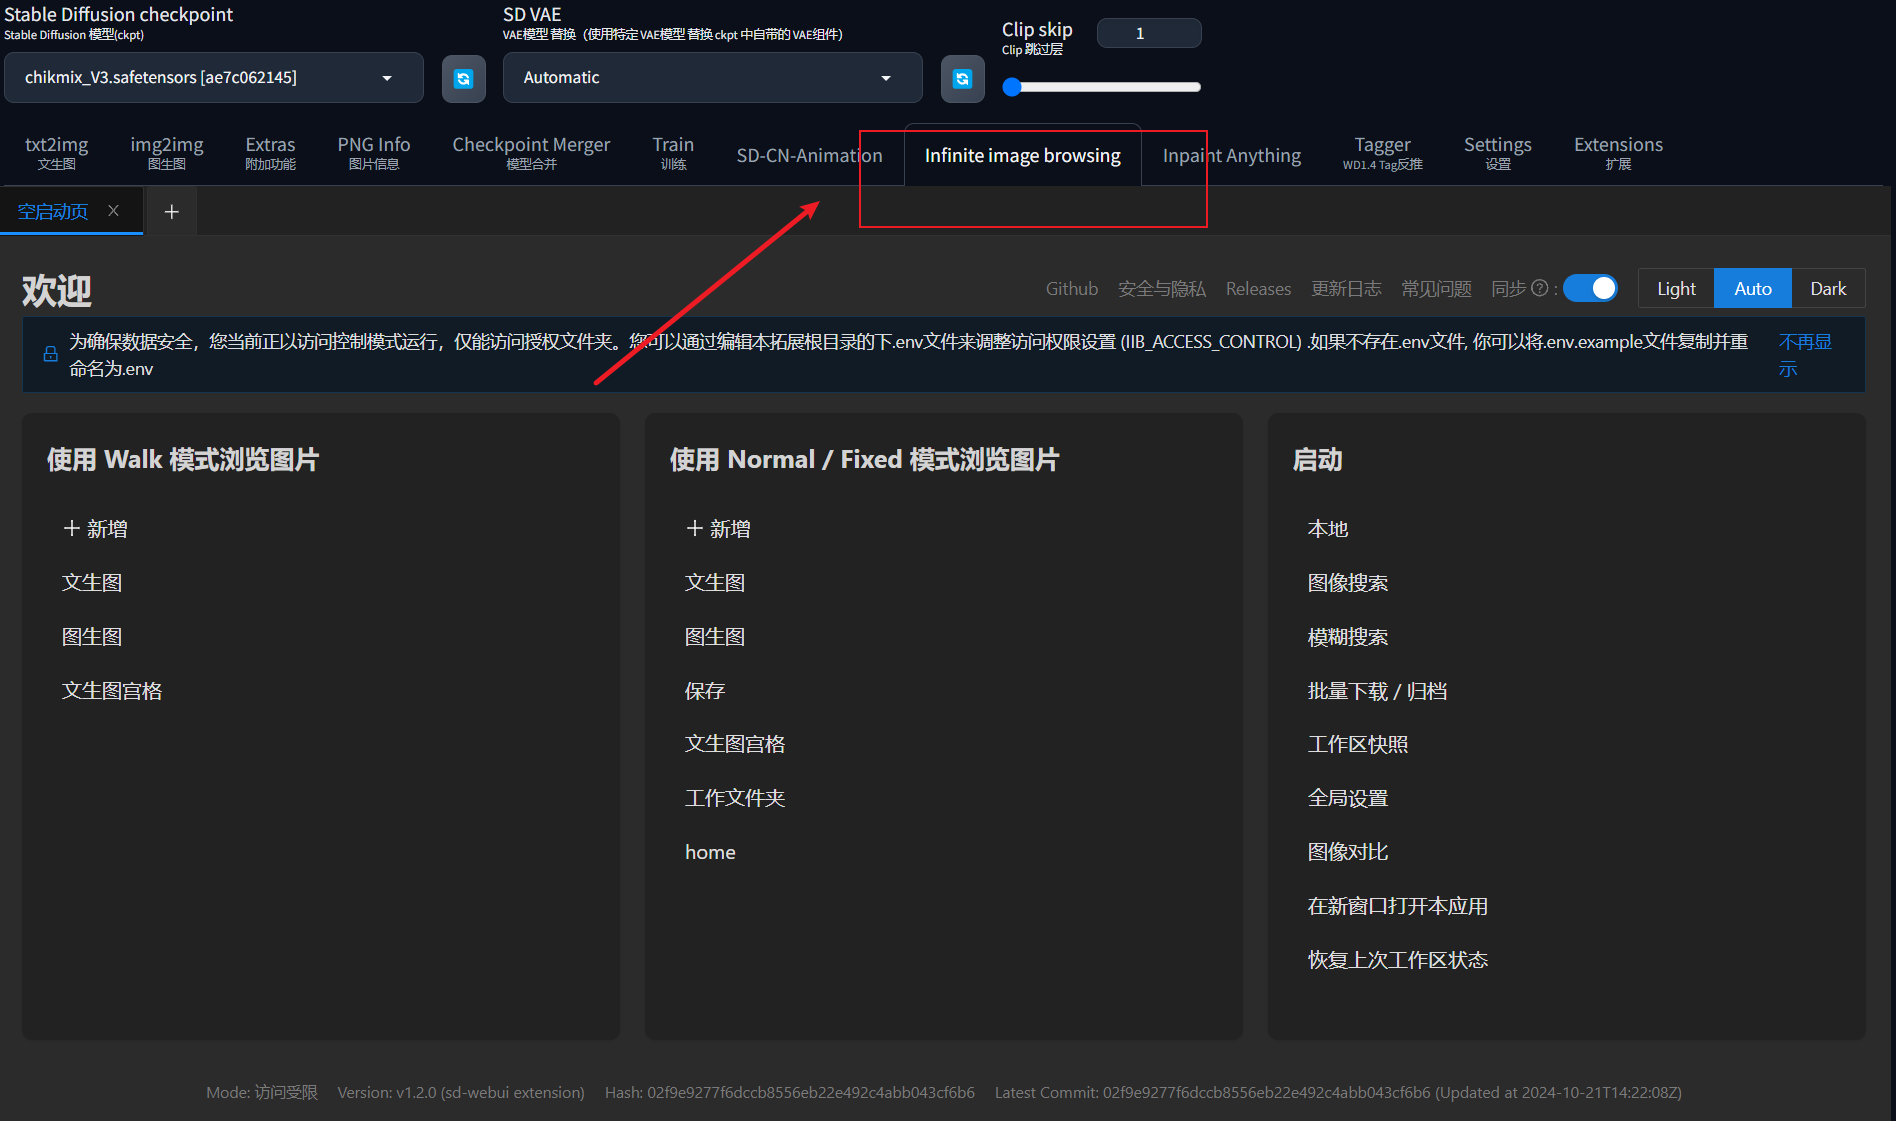 Stable Diffusion checkpoint
Stable Diffusion 模型(ckpt)
chikmix_V3.safetensors [ae7c062145]
SD VAE
VAE模型替换（使用特定VAE模型替换ckpt 中自带的VAE组件）
Automatic
Clip skip
Clip 跳过层
1
txt2img
文生图
img2img
图生图
Extras
附加功能
PNG Info
图片信息
Checkpoint Merger
模型合并
Train
训练
SD-CN-Animation
Infinite image browsing
Inpaint Anything
Tagger
WD1.4 Tag反推
Settings
设置
Extensions
扩展
空启动页
欢迎
Github 安全与隐私 Releases 更新日志 常见问题 同步 :
Light Auto Dark
为确保数据安全，您当前正以访问控制模式运行，仅能访问授权文件夹。您可以通过编辑本拓展根目录的下.env文件来调整访问权限设置 (IIB_ACCESS_CONTROL) .如果不存在.env文件, 你可以将.env.example文件复制并重
命名为.env
不再显
示
使用 Walk 模式浏览图片
新增
文生图
图生图
文生图宫格
使用 Normal / Fixed 模式浏览图片
新增
文生图
图生图
保存
文生图宫格
工作文件夹
home
启动
本地
图像搜索
模糊搜索
批量下载 / 归档
工作区快照
全局设置
图像对比
在新窗口打开本应用
恢复上次工作区状态
Mode: 访问受限 Version: v1.2.0 (sd-webui extension) Hash: 02f9e9277f6dccb8556eb22e492c4abb043cf6b6 Latest Commit: 02f9e9277f6dccb8556eb22e492c4abb043cf6b6 (Updated at 2024-10-21T14:22:08Z)